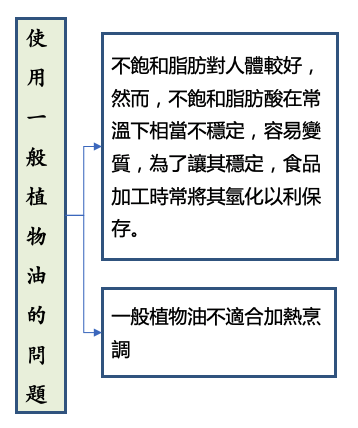 使用一般植物油的問題
不飽和脂肪對人體較好，
然而，不飽和脂肪酸在常
溫下相當不穩定，容易變
質，為了讓其穩定，食品
加工時常將其氫化以利保
存。
一般植物油不適合加熱烹
調